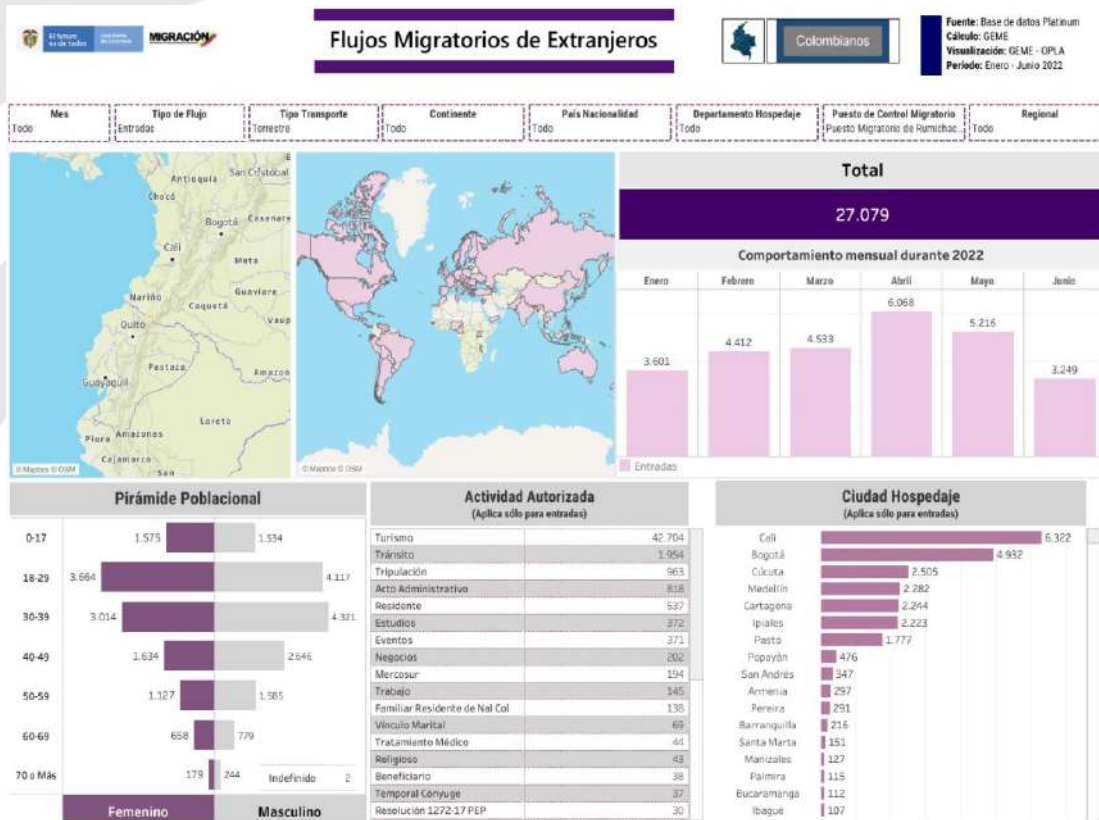 El futuro es de todos
MIGRACIÓN
Flujos Migratorios de Extranjeros
Colombianos
Fuente: Base de datos Platinum
Cálculo: GEME
Visualización: GEME - OPLA
Periodo: Enero - Junio 2022
Mes
Todo
Tipo de Flujo
Entradas
Tipo Transporte
Terrestre
Continente
Todo
País Nacionalidad
Todo
Departamento Hospedaje
Todo
Puesto de Control Migratorio
Puesto Migratorio de Rumichac...
Regional
Todo
Antioquia
San Cristóbal
Chocó
Bogotá
Casanare
Cali
Meta
Nariño
Guaviare
Caquetá
Vaup
Quito
Pastaza
Amazon
Guayaquil
Loreto
Piura
Amazonas
Cajamarca
San
© Mapbox © OSM
© Mapbox © OSM
Total
27.079
Comportamiento mensual durante 2022
Enero Febrero Marzo Abril Mayo Junio
3.601 4.412 4.533 6.068 5.216 3.249
Entradas
Pirámide Poblacional
0-17 1.575 1.534
18-29 3.664 4.117
30-39 3.014 4.321
40-49 1.634 2.646
50-59 1.127 1.585
60-69 658 779
70 o Más 179 244
Indefinido 2
Femenino Masculino
Actividad Autorizada
(Aplica sólo para entradas)
Turismo 42.704
Tránsito 1.954
Tripulación 963
Acto Administrativo 818
Residente 537
Estudios 372
Eventos 371
Negocios 202
Mercosur 194
Trabajo 145
Familiar Residente de Nal Col 138
Vínculo Marital 69
Tratamiento Médico 44
Religioso 43
Beneficiario 38
Temporal Cónyuge 37
Resolución 1272-17 PEP 30
Ciudad Hospedaje
(Aplica sólo para entradas)
Cali 6.322
Bogotá 4.932
Cúcuta 2.505
Medellín 2.282
Cartagena 2.244
Ipiales 2.223
Pasto 1.777
Popayán 476
San Andrés 347
Armenia 297
Pereira 291
Barranquilla 216
Santa Marta 151
Manizales 127
Palmira 115
Bucaramanga 112
Ibagué 107